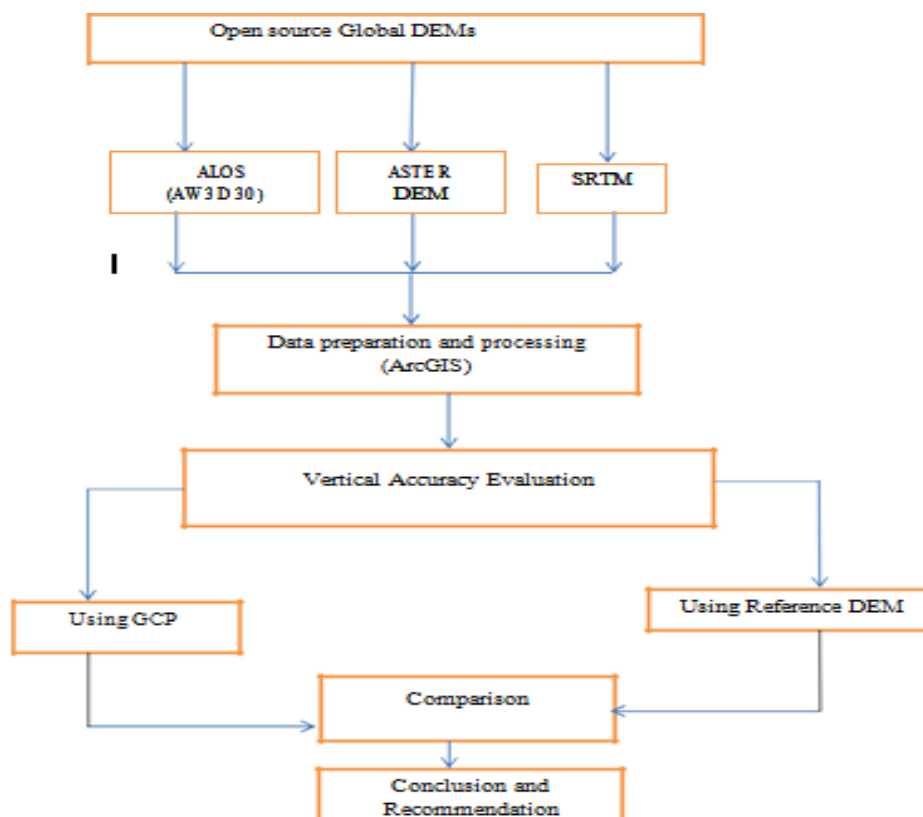 Open source Global DEMs
ALOS
(AW3D30)
ASTER
DEM
SRTM
Data preparation and processing
(ArcGIS)
Vertical Accuracy Evaluation
Using GCP
Using Reference DEM
Comparison
Conclusion and
Recommendation